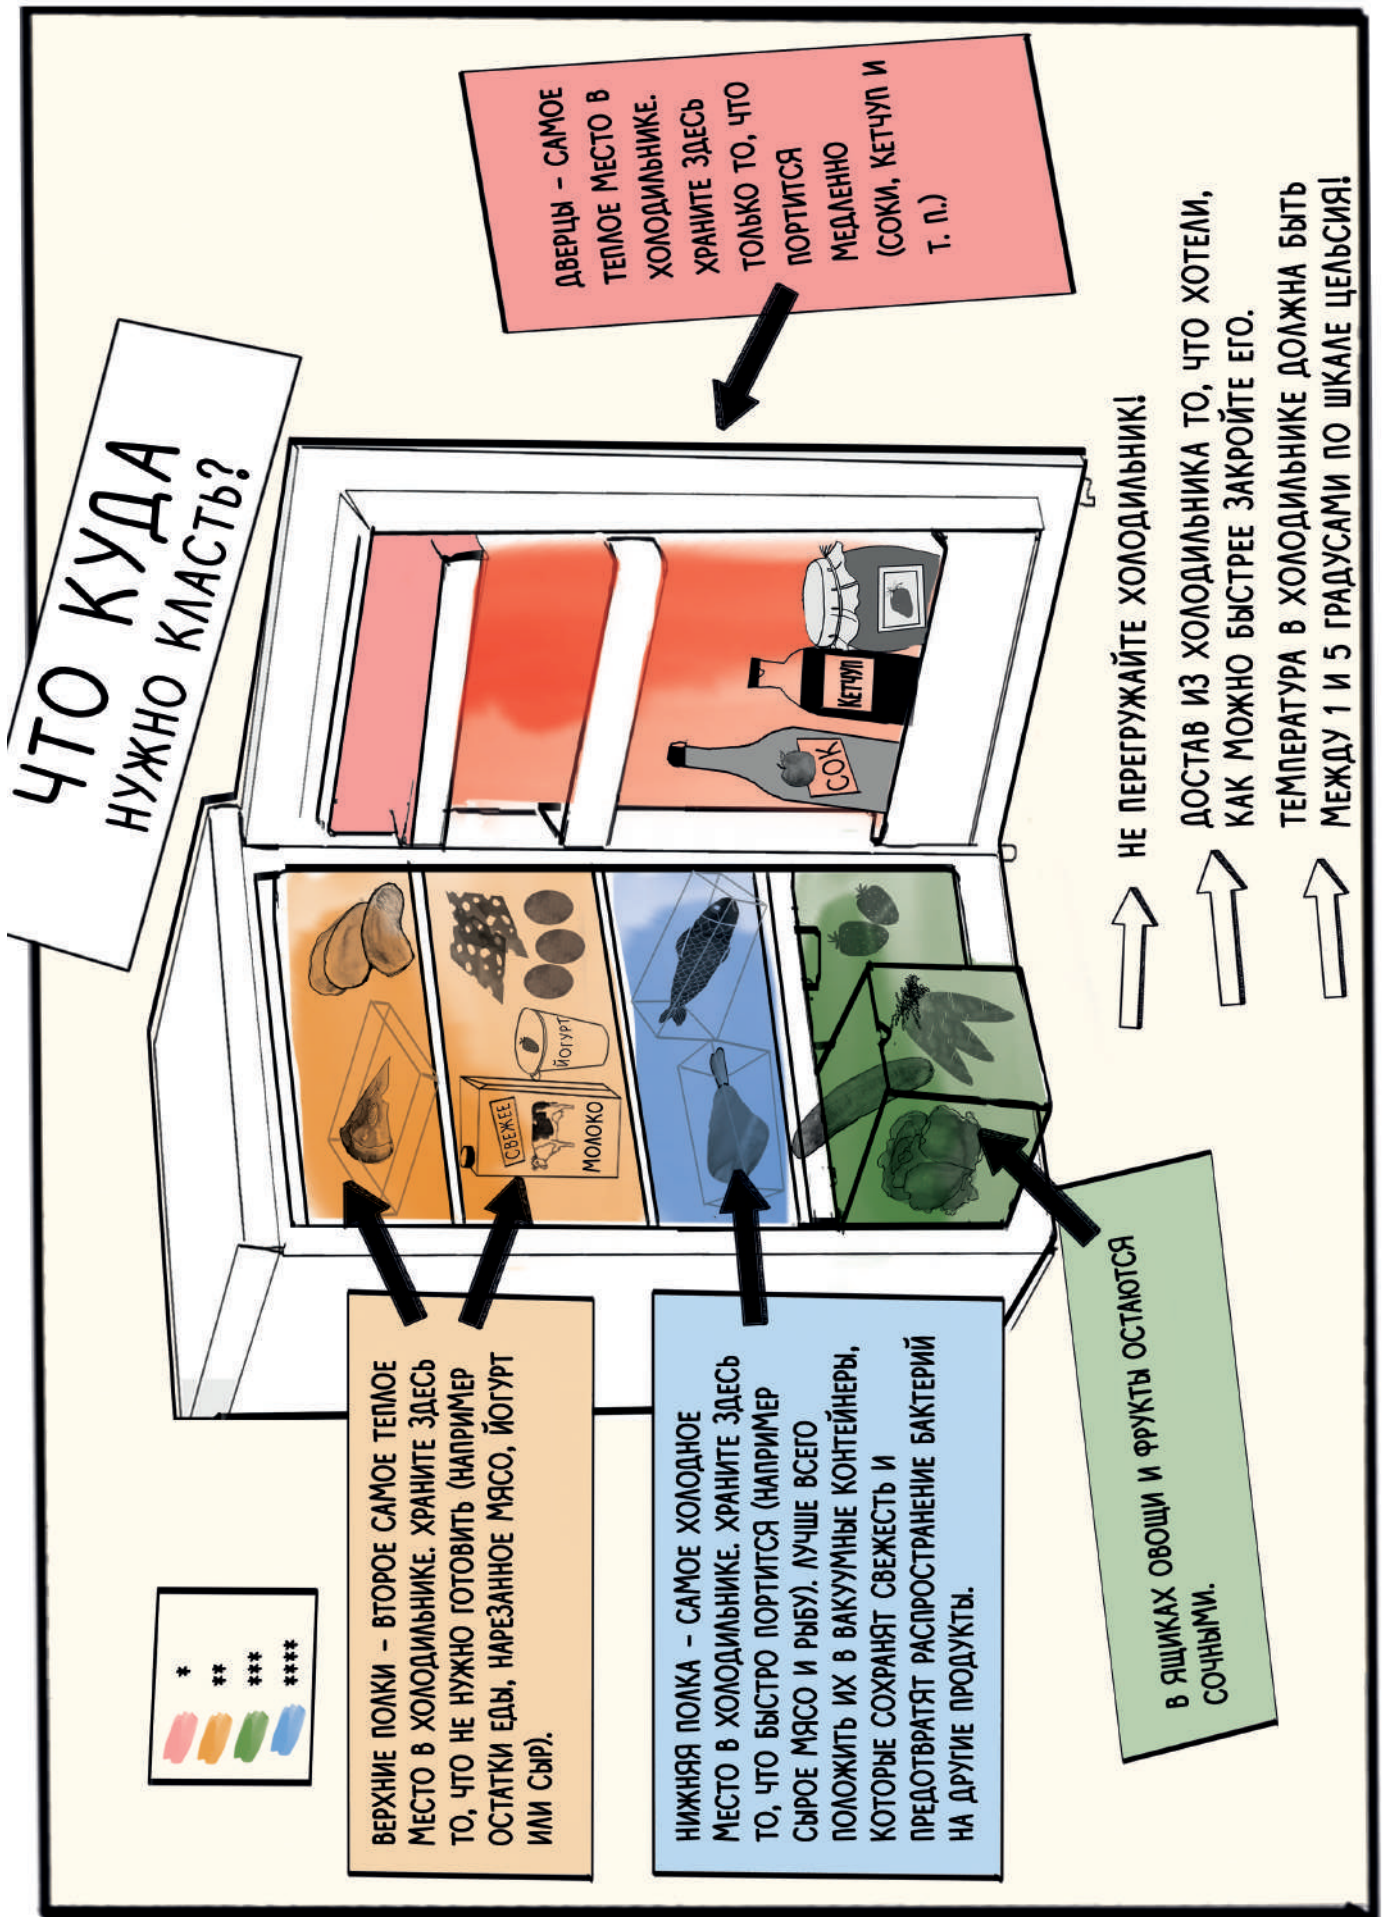 ЧТО КУДА
НУЖНО КЛАСТЬ?
*
**
***
****
ВЕРХНИЕ ПОЛКИ – ВТОРОЕ САМОЕ ТЕПЛОЕ
МЕСТО В ХОЛОДИЛЬНИКЕ. ХРАНИТЕ ЗДЕСЬ
ТО, ЧТО НЕ НУЖНО ГОТОВИТЬ (НАПРИМЕР
ОСТАТКИ ЕДЫ, НАРЕЗАННОЕ МЯСО, ЙОГУРТ
ИЛИ СЫР).
НИЖНЯЯ ПОЛКА – САМОЕ ХОЛОДНОЕ
МЕСТО В ХОЛОДИЛЬНИКЕ. ХРАНИТЕ ЗДЕСЬ
ТО, ЧТО БЫСТРО ПОРТИТСЯ (НАПРИМЕР
СЫРОЕ МЯСО И РЫБУ). ЛУЧШЕ ВСЕГО
ПОЛОЖИТЬ ИХ В ВАКУУМНЫЕ КОНТЕЙНЕРЫ,
КОТОРЫЕ СОХРАНЯТ СВЕЖЕСТЬ И
ПРЕДОТВРАТЯТ РАСПРОСТРАНЕНИЕ БАКТЕРИЙ
НА ДРУГИЕ ПРОДУКТЫ.
В ЯЩИКАХ ОВОЩИ И ФРУКТЫ ОСТАЮТСЯ
СОЧНЫМИ.
СВЕЖЕЕ
МОЛОКО
ЙОГУРТ
СОК
КЕТЧУП
ДВЕРЦЫ – САМОЕ
ТЕПЛОЕ МЕСТО В
ХОЛОДИЛЬНИКЕ.
ХРАНИТЕ ЗДЕСЬ
ТОЛЬКО ТО, ЧТО
ПОРТИТСЯ
МЕДЛЕННО
(СОКИ, КЕТЧУП И
Т. П.)
НЕ ПЕРЕГРУЖАЙТЕ ХОЛОДИЛЬНИК!
ДОСТАВ ИЗ ХОЛОДИЛЬНИКА ТО, ЧТО ХОТЕЛИ,
КАК МОЖНО БЫСТРЕЕ ЗАКРОЙТЕ ЕГО.
ТЕМПЕРАТУРА В ХОЛОДИЛЬНИКЕ ДОЛЖНА БЫТЬ
МЕЖДУ 1 И 5 ГРАДУСАМИ ПО ШКАЛЕ ЦЕЛЬСИЯ!